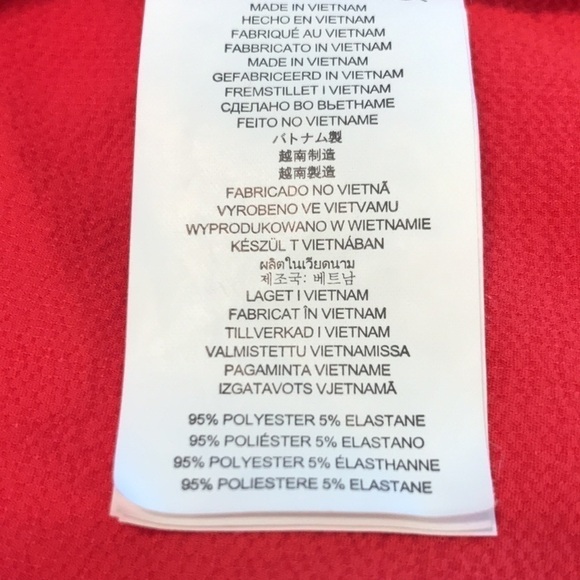 MADE IN VIETNAM
HECHO EN VIETNAM
FABRIQUÉ AU VIETNAM
FABBRICATO IN VIETNAM
MADE IN VIETNAM
GEFABRICEERD IN VIETNAM
FREMSTILLET I VIETNAM
СДЕЛАНО ВО ВЬЕТНАМЕ
FEITO NO VIETNAME
バトナム製
越南制造
越南製造
FABRICADO NO VIETNÃ
VYROBENO VE VIETVAMU
WYPRODUKOWANO W WIETNAMIE
KÉSZÜL T VIETNÁBAN
ผลิตในเวียดนาม
제조국: 베트남
LAGET I VIETNAM
FABRICAT ÎN VIETNAM
TILLVERKAD I VIETNAM
VALMISTETTU VIETNAMISSA
PAGAMINTA VIETNAME
IZGATAVOTS VJETNAMĀ
95% POLYESTER 5% ELASTANE
95% POLIÉSTER 5% ELASTANO
95% POLYESTER 5% ÉLASTHANNE
95% POLIESTERE 5% ELASTANE